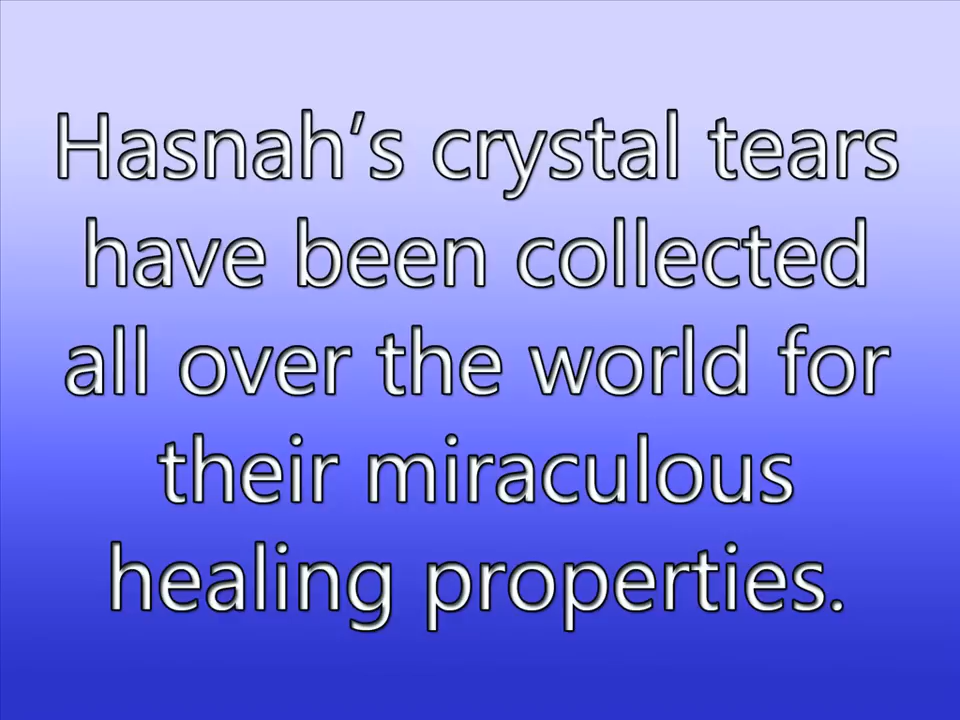 Hasnah’s crystal tears
have been collected
all over the world for
their miraculous
healing properties.